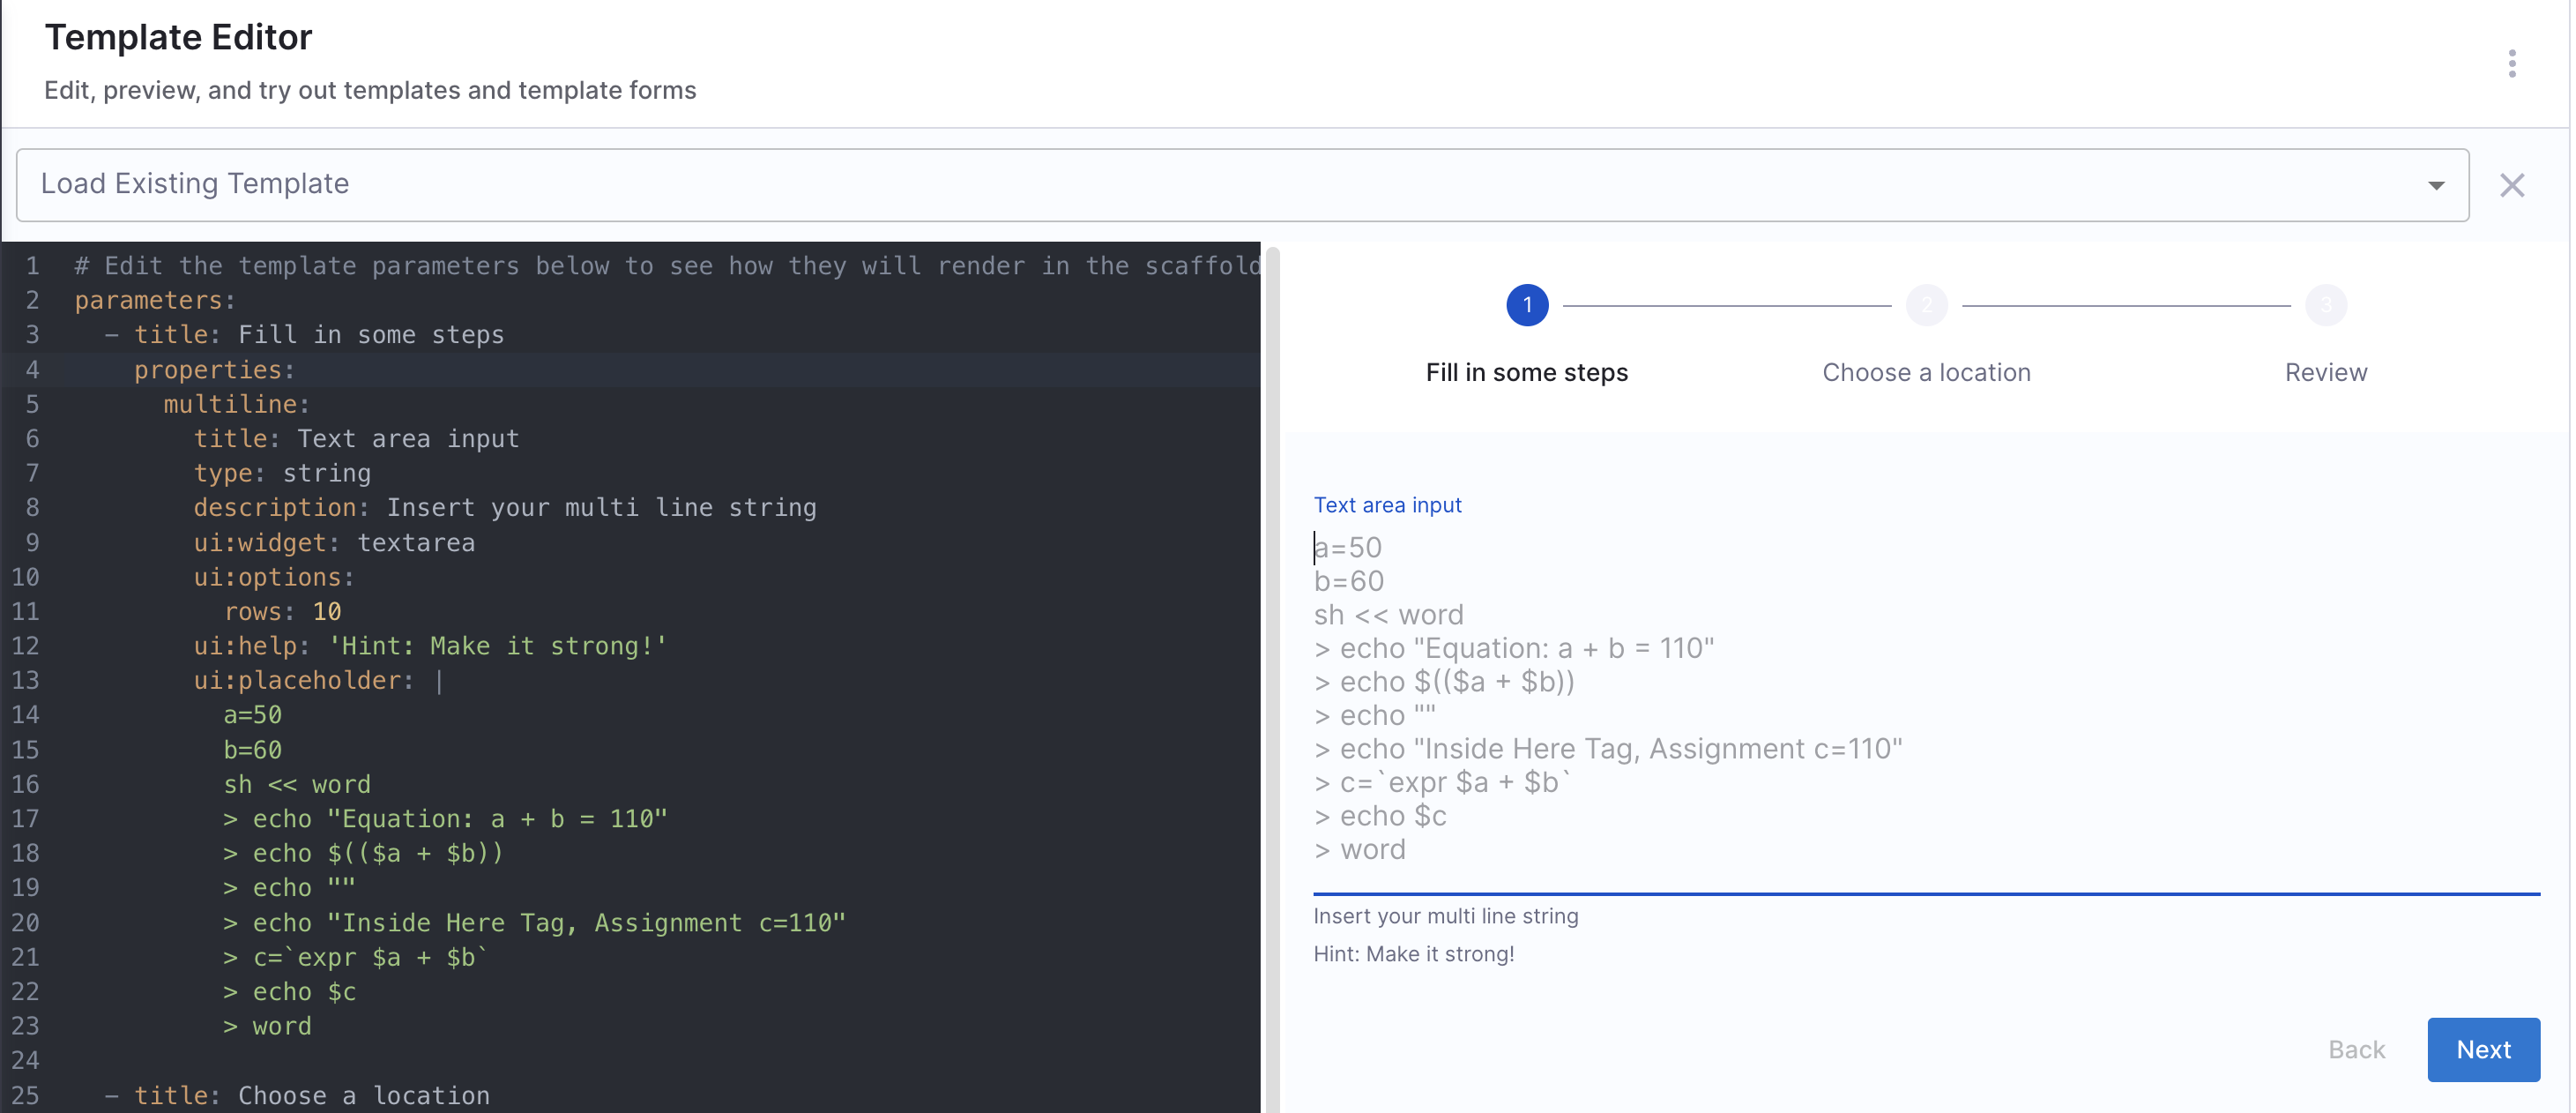 Template Editor
Edit, preview, and try out templates and template forms
Load Existing Template
1 # Edit the template parameters below to see how they will render in the scaffold
2 parameters:
3   - title: Fill in some steps
4     properties:
5       multiline:
6         title: Text area input
7         type: string
8         description: Insert your multi line string
9         ui:widget: textarea
10         ui:options:
11           rows: 10
12         ui:help: 'Hint: Make it strong!'
13         ui:placeholder: |
14           a=50
15           b=60
16           sh << word
17           > echo "Equation: a + b = 110"
18           > echo $(($a + $b))
19           > echo ""
20           > echo "Inside Here Tag, Assignment c=110"
21           > c=`expr $a + $b`
22           > echo $c
23           > word
24
25   - title: Choose a location
1 2 3
Fill in some steps Choose a location Review
Text area input
a=50
b=60
sh << word
> echo "Equation: a + b = 110"
> echo $(($a + $b))
> echo ""
> echo "Inside Here Tag, Assignment c=110"
> c=`expr $a + $b`
> echo $c
> word
Insert your multi line string
Hint: Make it strong!
Back Next